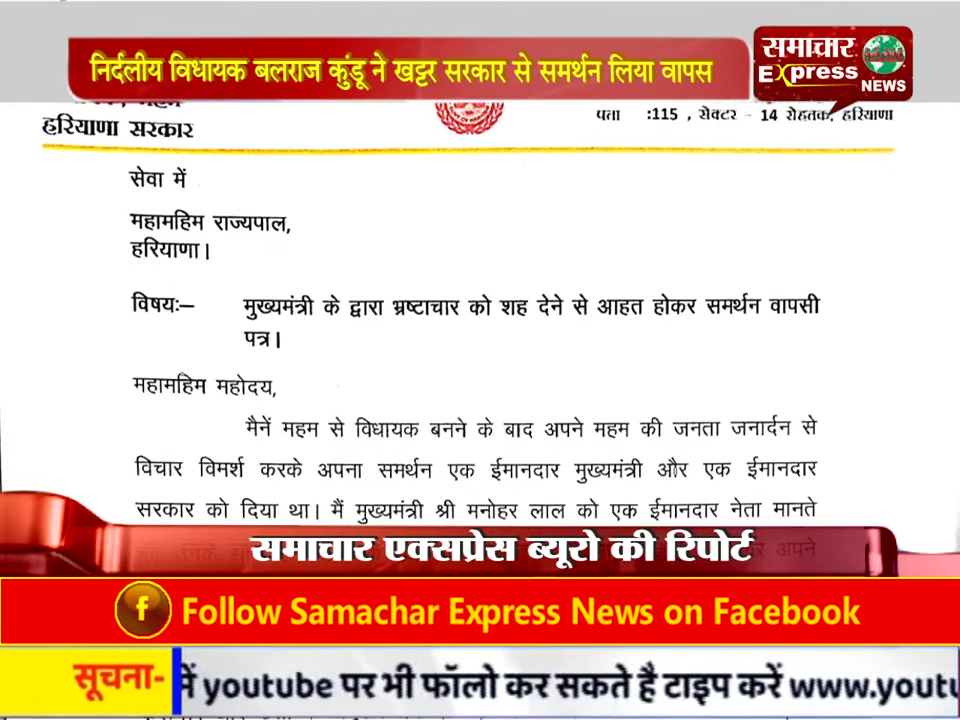 निर्दलीय विधायक बलराज कुंडू ने खट्टर सरकार से समर्थन लिया वापस
समाचार
Express
NEWS
हरियाणा सरकार
पता :115 , सेक्टर - 14 रोहतक, हरियाणा
सेवा में
महामहिम राज्यपाल,
हरियाणा।
विषयः— मुख्यमंत्री के द्वारा भ्रष्टाचार को शह देने से आहत होकर समर्थन वापसी
पत्र।
महामहिम महोदय,
मैनें महम से विधायक बनने के बाद अपने महम की जनता जनार्दन से
विचार विमर्श करके अपना समर्थन एक ईमानदार मुख्यमंत्री और एक ईमानदार
सरकार को दिया था। मैं मुख्यमंत्री श्री मनोहर लाल को एक ईमानदार नेता मानते
अपने
समाचार एक्सप्रेस ब्यूरो की रिपोर्ट
f Follow Samachar Express News on Facebook
सूचना- में youtube पर भी फॉलो कर सकते है टाइप करें www.yout